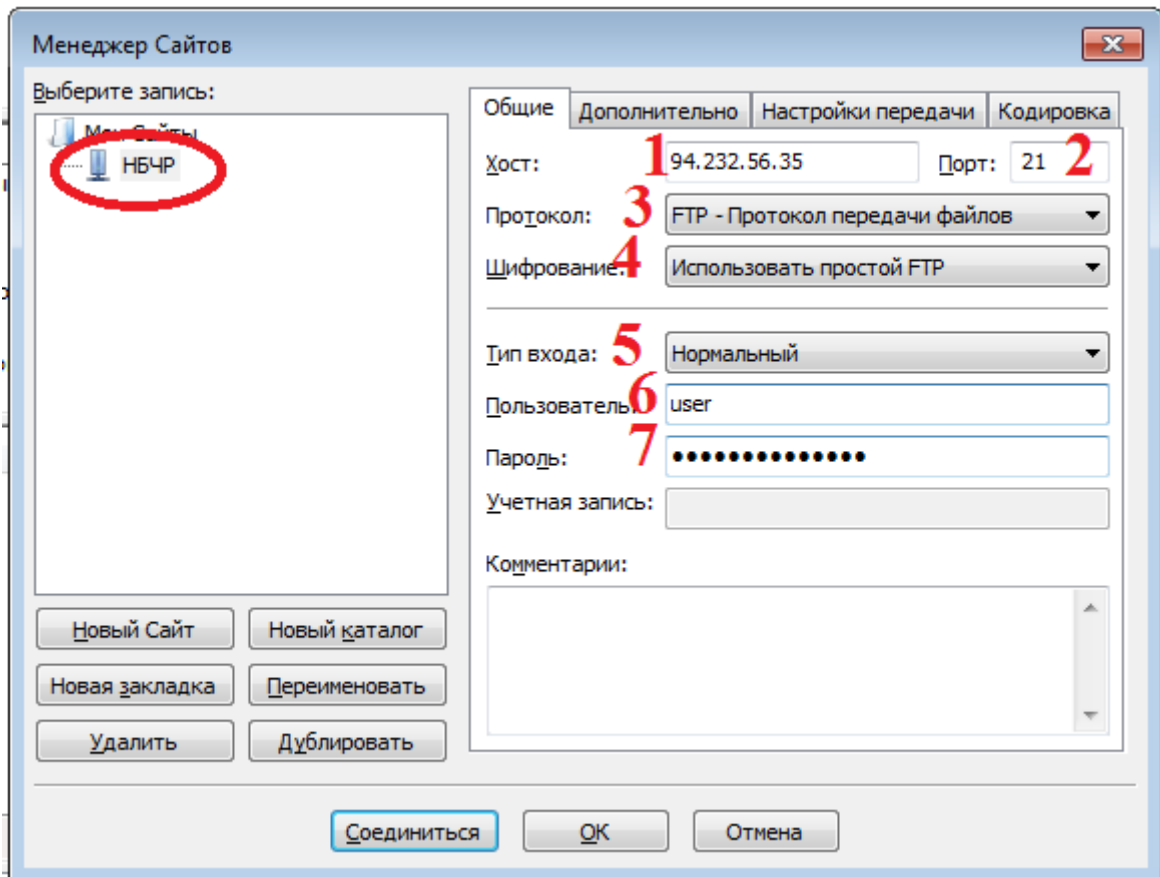 Менеджер Сайтов
Выберите запись:
Мои Сайты
НБЧР
Общие Дополнительно Настройки передачи Кодировка
Хост: 1 94.232.56.35 Порт: 21 2
Протокол: 3 FTP - Протокол передачи файлов
Шифрование: 4 Использовать простой FTP
Тип входа: 5 Нормальный
Пользователь: 6 user
Пароль: 7 ●●●●●●●●●●●●●●
Учетная запись:
Комментарии:
Новый Сайт Новый каталог
Новая закладка Переименовать
Удалить Дублировать
Соединиться OK Отмена